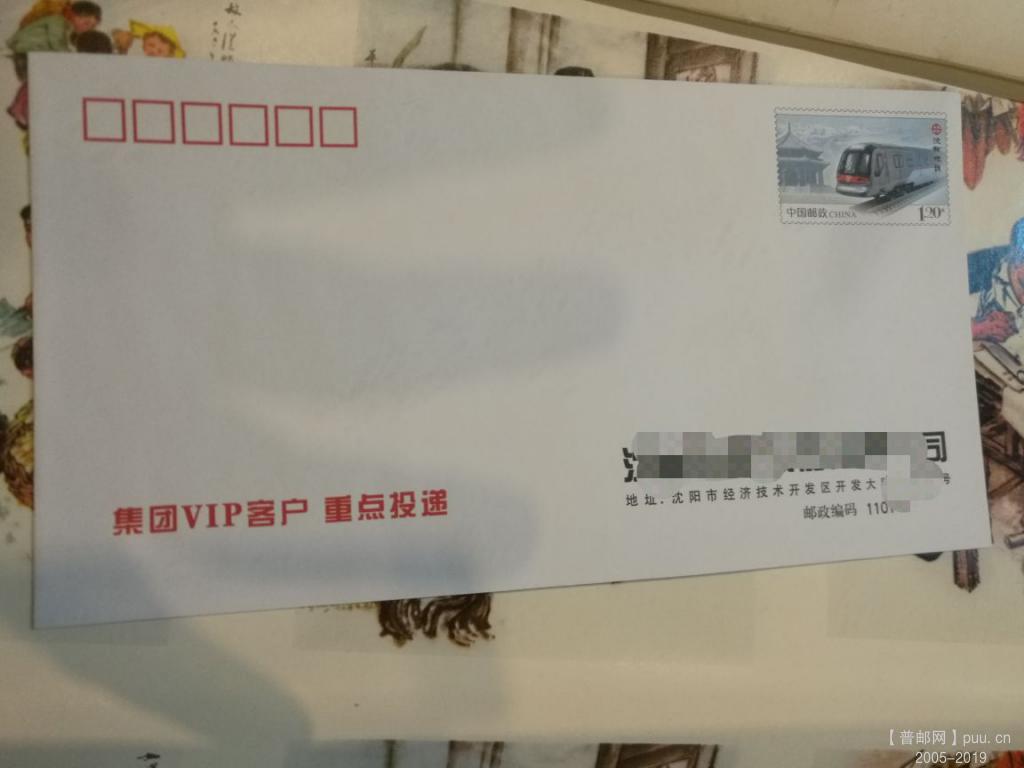 沈阳地铁
中国邮政 CHINA
1.20元
司
地址:沈阳市经济技术开发区开发大 号
邮政编码 110
集团VIP客户 重点投递
【普邮网】puu.cn
2005-2019